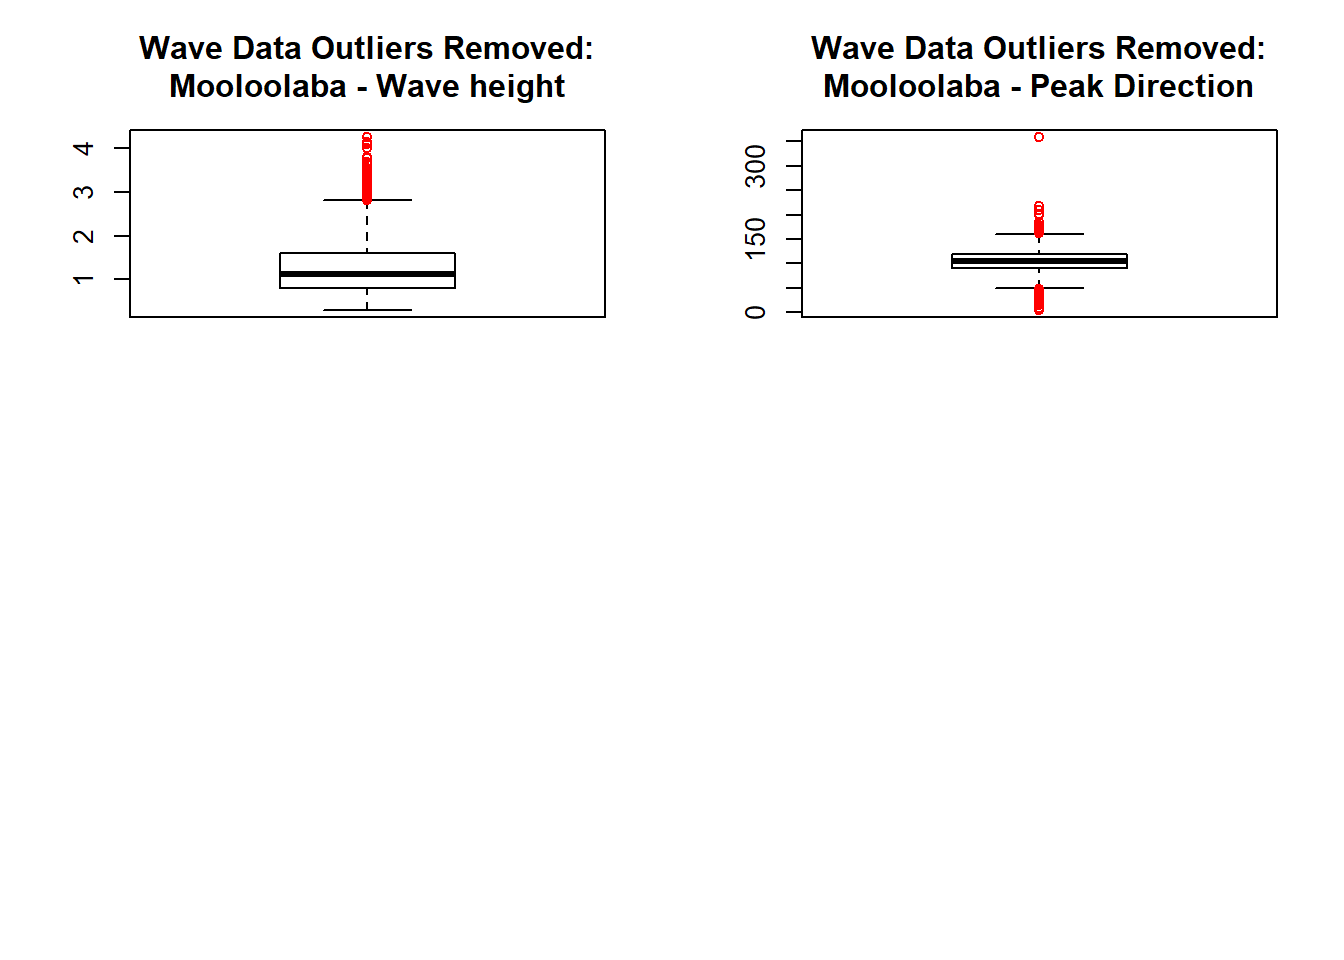 Wave Data Outliers Removed:
Mooloolaba - Wave height
4
3
2
1
Wave Data Outliers Removed:
Mooloolaba - Peak Direction
300
150
0